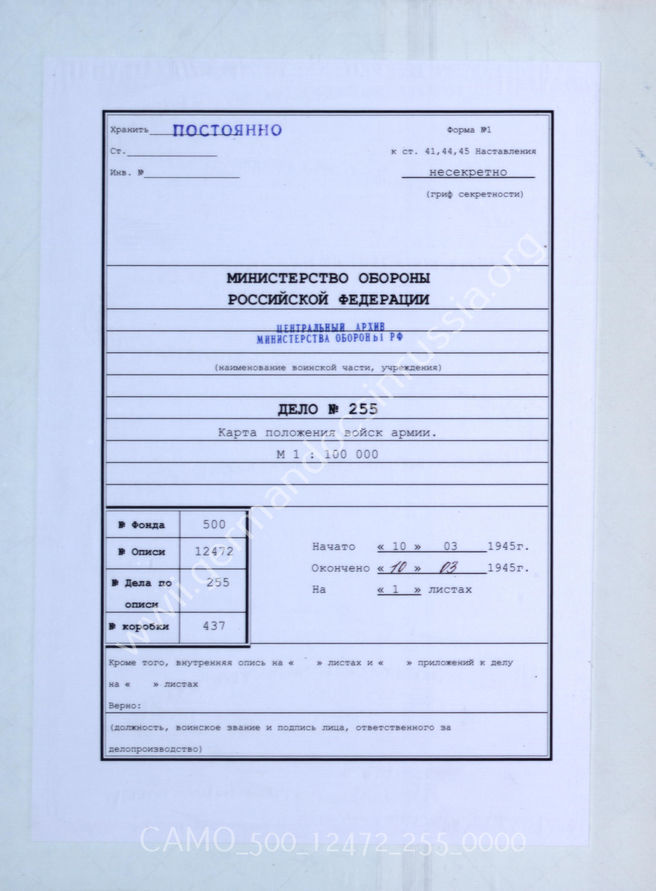 Хранить ПОСТОЯННО
Форма №1
Ст.
к ст. 41,44,45 Наставления
Инв. №
несекретно
(гриф секретности)
МИНИСТЕРСТВО ОБОРОНЫ
РОССИЙСКОЙ ФЕДЕРАЦИИ
ЦЕНТРАЛЬНЫЙ АРХИВ
МИНИСТЕРСТВА ОБОРОНЫ РФ
(наименование воинской части, учреждения)
ДЕЛО № 255
Карта положения войск армии.
М 1 : 100 000
№ Фонда 500
№ Описи 12472
№ Дела по описи 255
№ коробки 437
Начато « 10 » 03 1945г.
Окончено « 10 » 03 1945г.
На « 1 » листах
Кроме того, внутренняя опись на « » листах и « » приложений к делу
на « » листах
Верно:
(должность, воинское звание и подпись лица, ответственного за
делопроизводство)
www.germandocsinrussia.org
CAMO_500_12472_255_0000